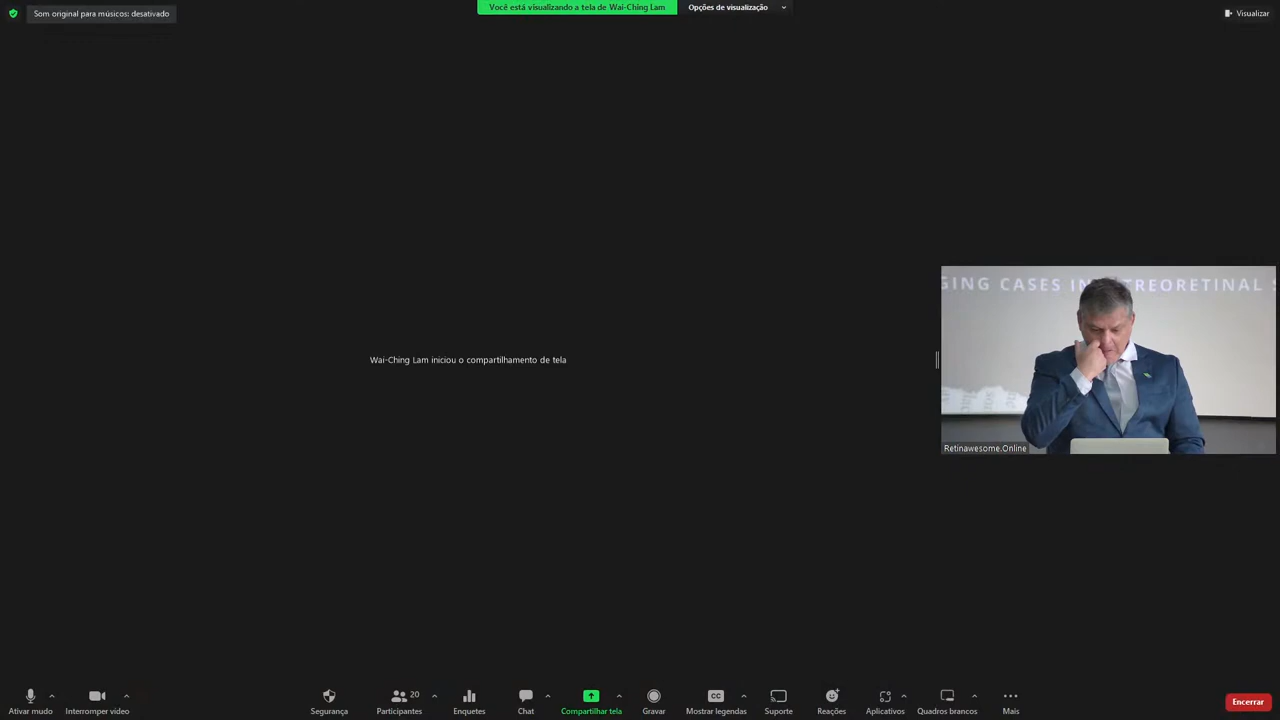 Som original para músicos: desativado
Você está visualizando a tela de Wai-Ching Lam
Opções de visualização
Visualizar
Wai-Ching Lam iniciou o compartilhamento de tela
GING CASES IN TREORETINAL S
Retinawesome.Online
Ativar mudo
Interromper vídeo
Segurança
Participantes
20
Enquetes
Chat
Compartilhar tela
Gravar
CC
Mostrar legendas
Suporte
Reações
Aplicativos
Quadros brancos
Mais
Encerrar